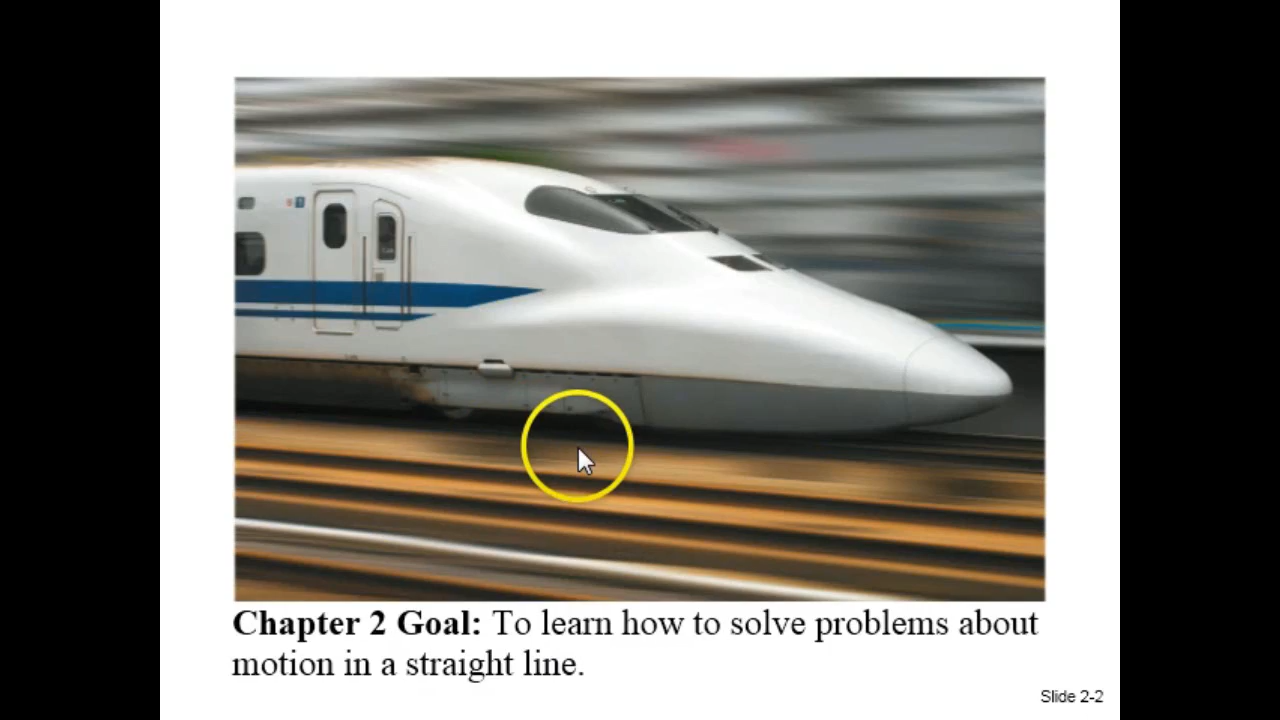 Chapter 2 Goal: To learn how to solve problems about
motion in a straight line.
Slide 2-2